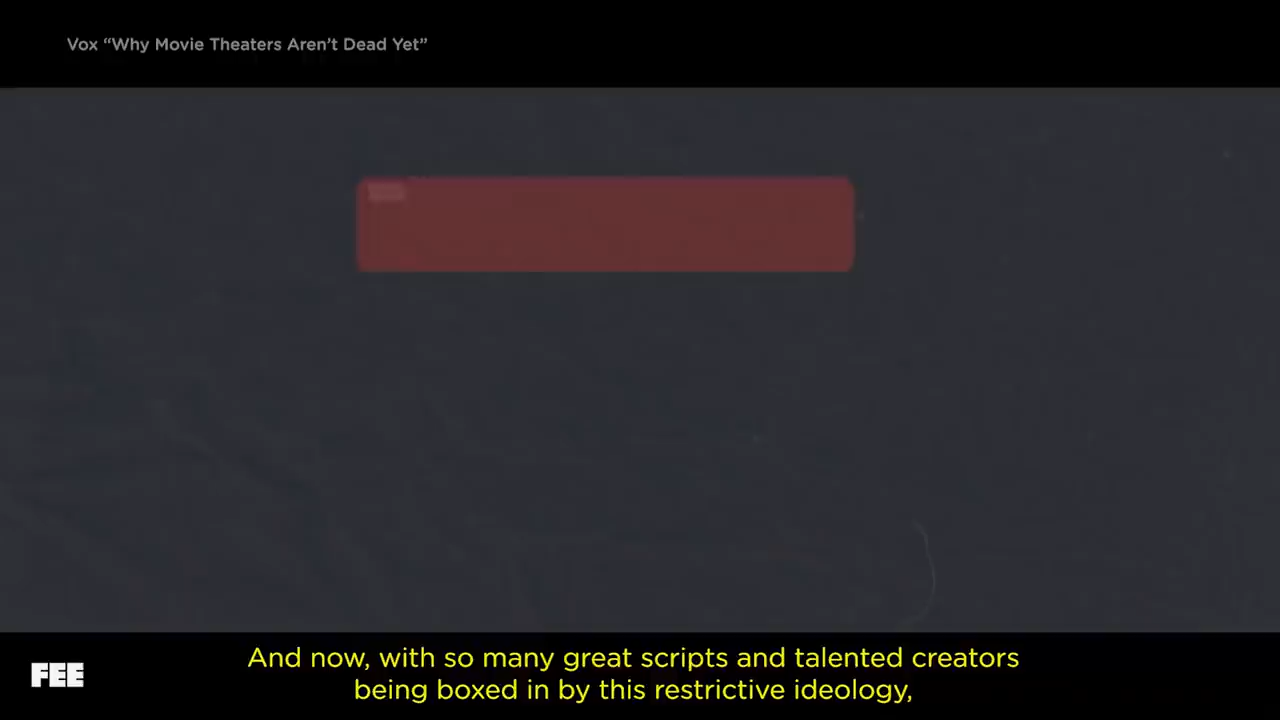 Vox “Why Movie Theaters Aren’t Dead Yet”
FEE
And now, with so many great scripts and talented creators
being boxed in by this restrictive ideology,